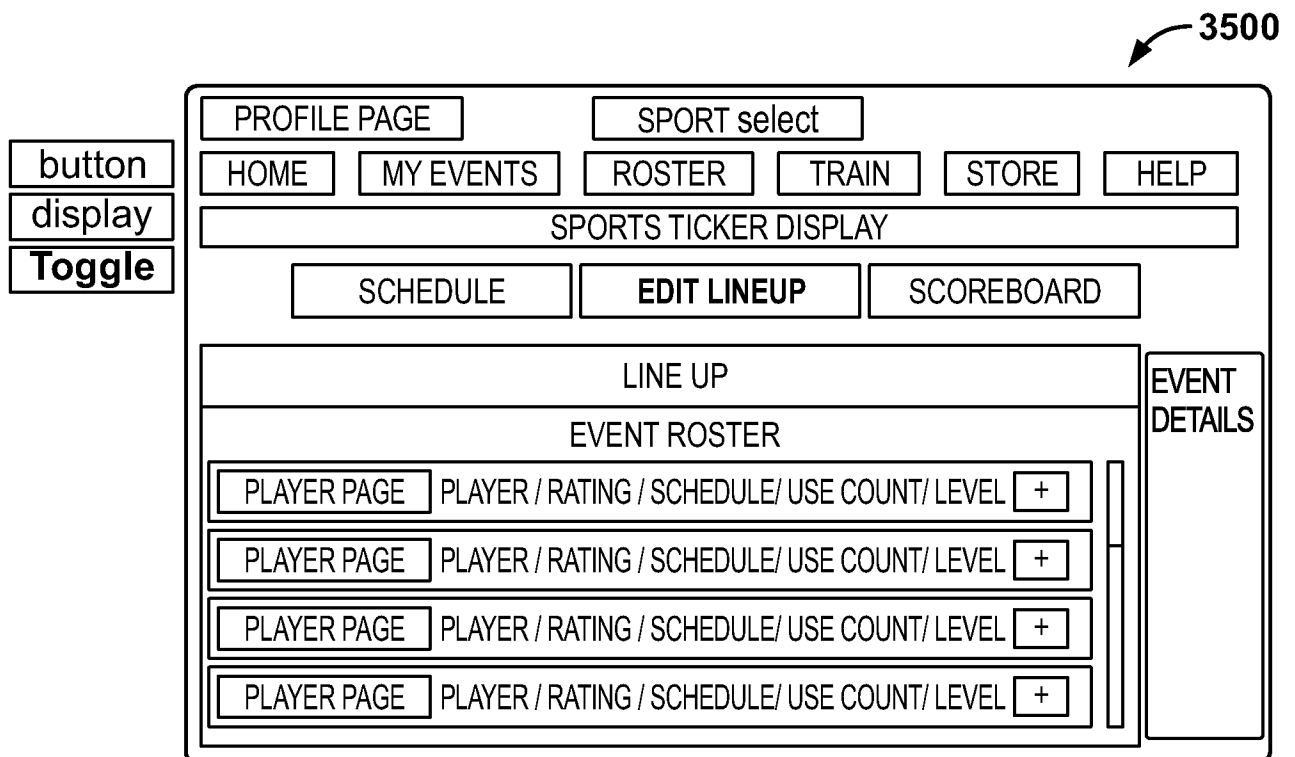 3500
PROFILE PAGE SPORT select
button
HOME MY EVENTS ROSTER TRAIN STORE HELP
display
SPORTS TICKER DISPLAY
Toggle
SCHEDULE EDIT LINEUP SCOREBOARD
LINE UP
EVENT
DETAILS
EVENT ROSTER
PLAYER PAGE PLAYER / RATING / SCHEDULE/ USE COUNT/ LEVEL +
PLAYER PAGE PLAYER / RATING / SCHEDULE/ USE COUNT/ LEVEL +
PLAYER PAGE PLAYER / RATING / SCHEDULE/ USE COUNT/ LEVEL +
PLAYER PAGE PLAYER / RATING / SCHEDULE/ USE COUNT/ LEVEL +